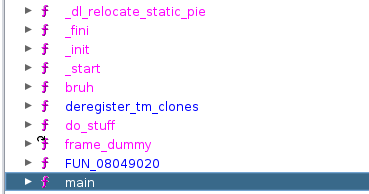 _dl_relocate_static_pie
_fini
_init
_start
bruh
deregister_tm_clones
do_stuff
frame_dummy
FUN_08049020
main